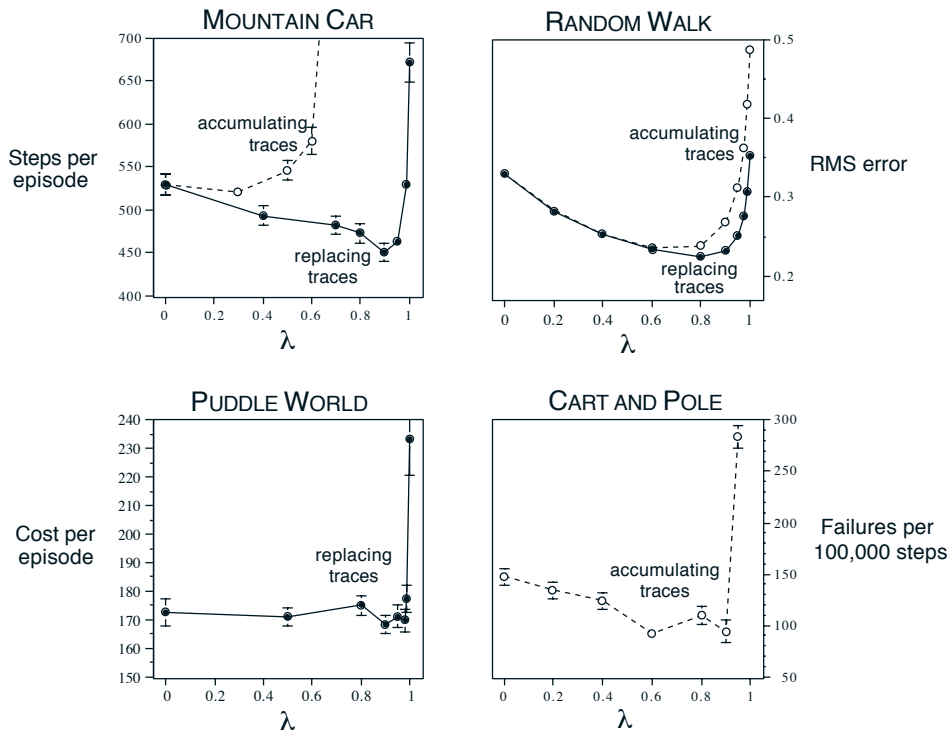 MOUNTAIN CAR
700
650
600
550
500
450
400
Steps per
episode
accumulating
traces
replacing
traces
0 0.2 0.4 0.6 0.8 1
λ
RANDOM WALK
0.5
0.4
0.3
0.2
RMS error
accumulating
traces
replacing
traces
0 0.2 0.4 0.6 0.8 1
λ
PUDDLE WORLD
240
230
220
210
200
190
180
170
160
150
Cost per
episode
replacing
traces
0 0.2 0.4 0.6 0.8 1
λ
CART AND POLE
300
250
200
150
100
50
Failures per
100,000 steps
accumulating
traces
0 0.2 0.4 0.6 0.8 1
λ